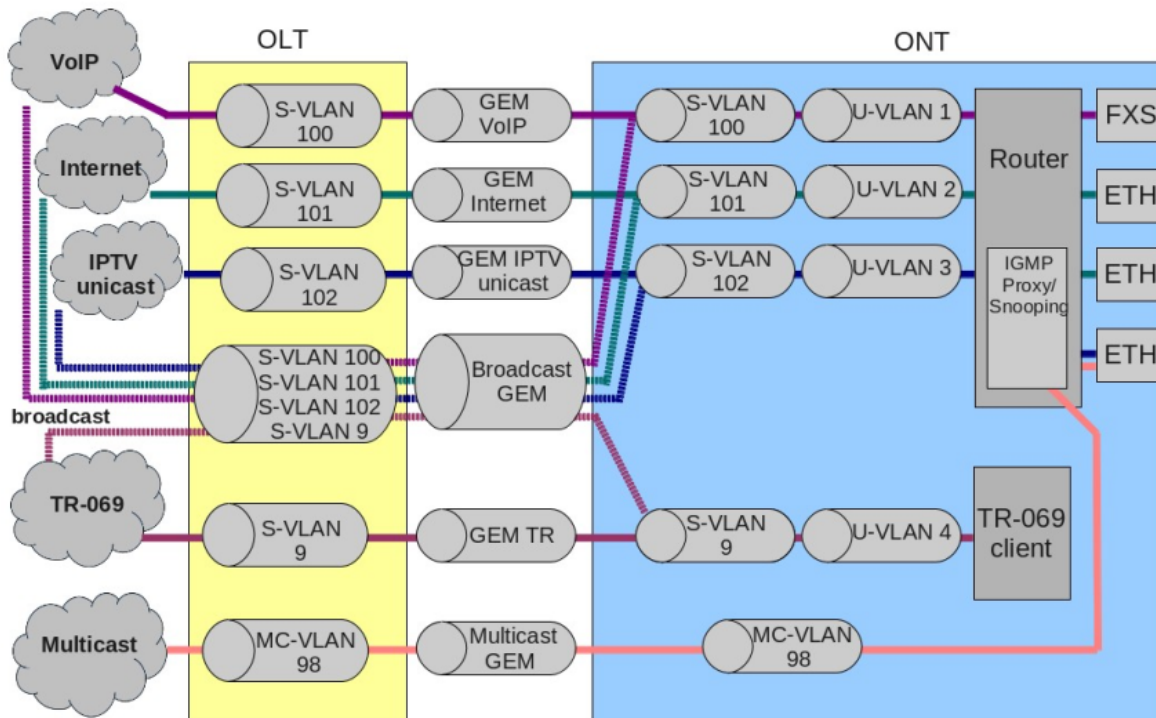 OLT
ONT
VoIP
S-VLAN
100
GEM
VoIP
S-VLAN
100
U-VLAN 1
FXS
Router
Internet
S-VLAN
101
GEM
Internet
S-VLAN
101
U-VLAN 2
ETH
IPTV
unicast
S-VLAN
102
GEM IPTV
unicast
S-VLAN
102
U-VLAN 3
IGMP
Proxy/
Snooping
ETH
S-VLAN 100
S-VLAN 101
S-VLAN 102
S-VLAN 9
Broadcast
GEM
ETH
broadcast
TR-069
S-VLAN
9
GEM TR
S-VLAN
9
U-VLAN 4
TR-069
client
Multicast
MC-VLAN
98
Multicast
GEM
MC-VLAN
98